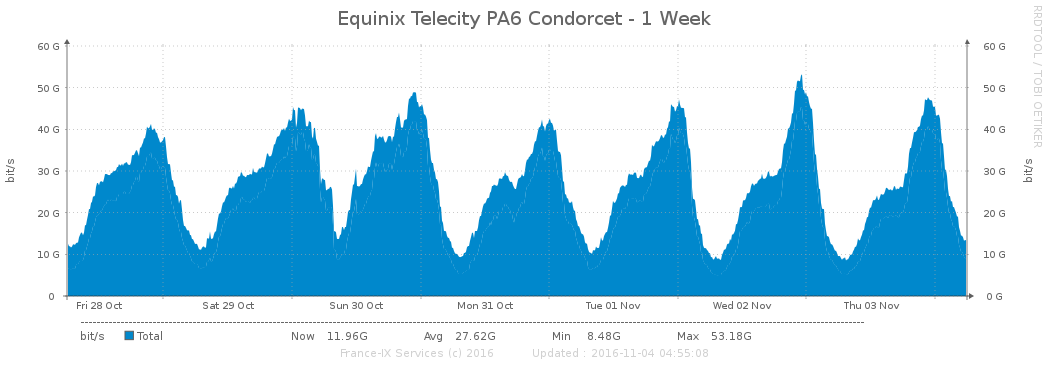 Equinix Telecity PA6 Condorcet - 1 Week
RRDTOOL / TOBI OETIKER
60 G 60 G
50 G 50 G
40 G 40 G
30 G 30 G
20 G 20 G
10 G 10 G
0 0 G
bit/s bit/s
Fri 28 Oct Sat 29 Oct Sun 30 Oct Mon 31 Oct Tue 01 Nov Wed 02 Nov Thu 03 Nov
bit/s Total Now 11.96G Avg 27.62G Min 8.48G Max 53.18G
France-IX Services (c) 2016 Updated : 2016-11-04 04:55:08